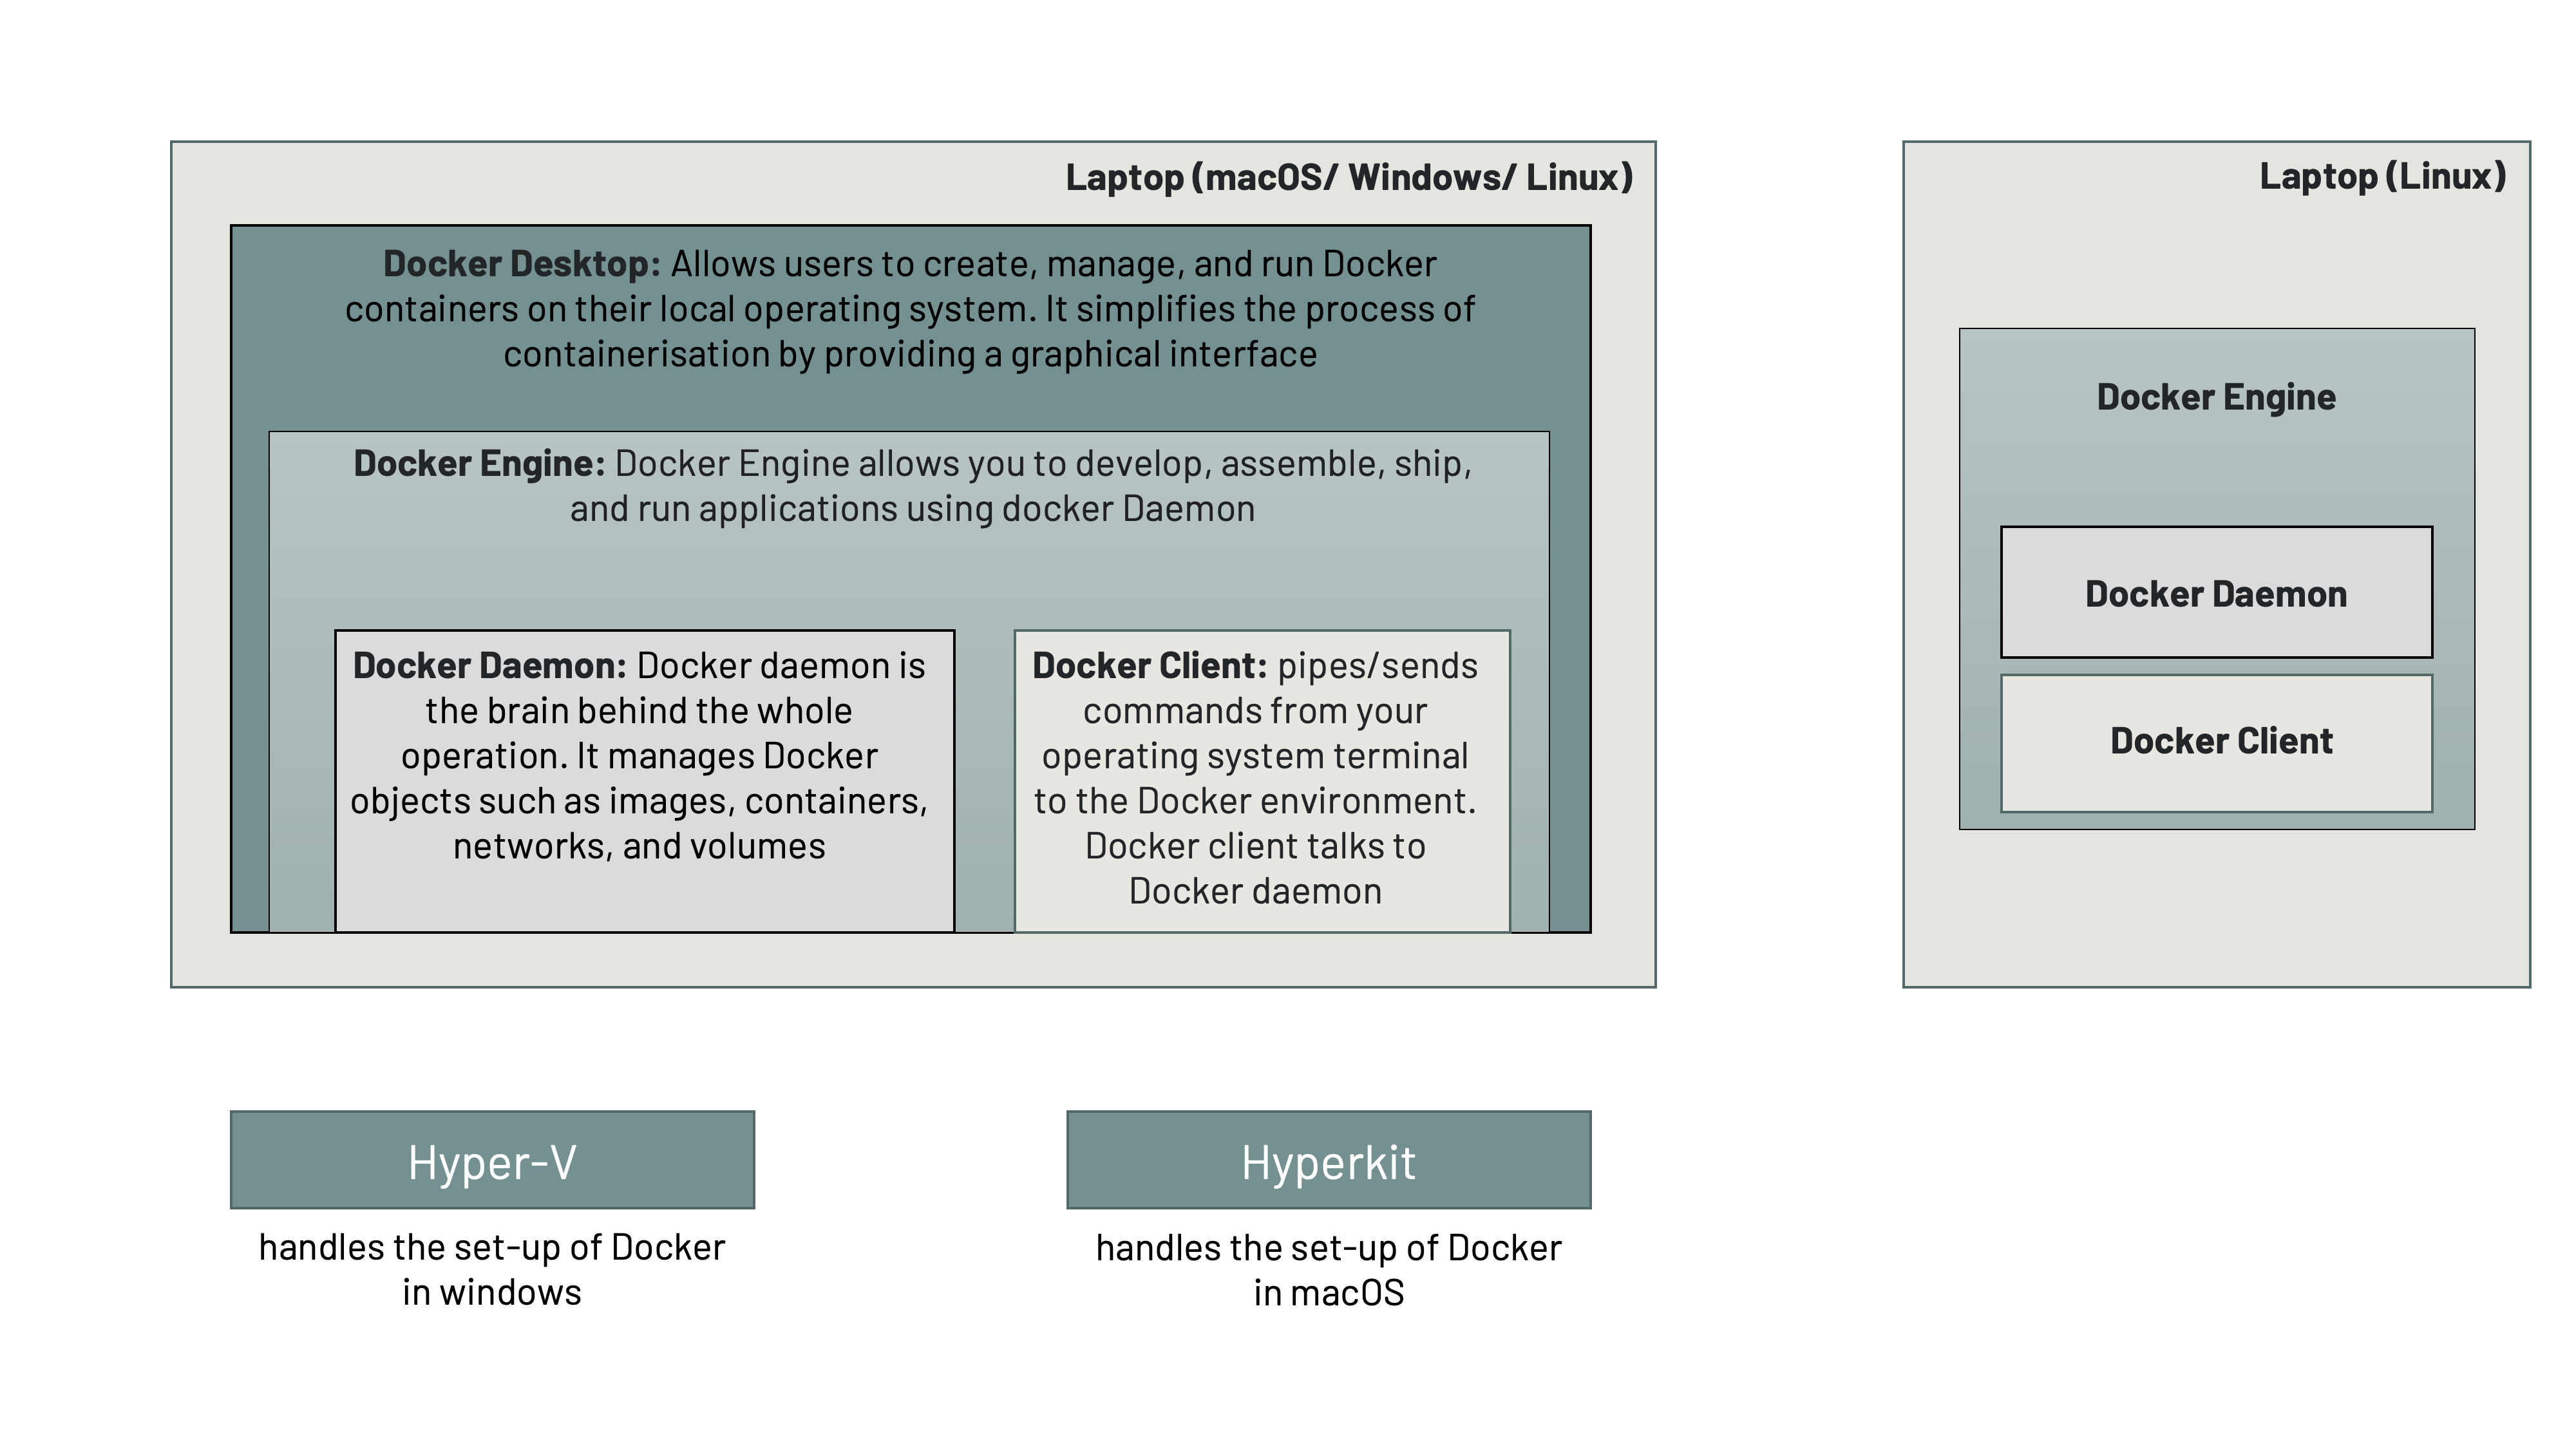 Laptop (macOS/ Windows/ Linux)
Docker Desktop: Allows users to create, manage, and run Docker
containers on their local operating system. It simplifies the process of
containerisation by providing a graphical interface
Docker Engine: Docker Engine allows you to develop, assemble, ship,
and run applications using docker Daemon
Docker Daemon: Docker daemon is
the brain behind the whole
operation. It manages Docker
objects such as images, containers,
networks, and volumes
Docker Client: pipes/sends
commands from your
operating system terminal
to the Docker environment.
Docker client talks to
Docker daemon
Laptop (Linux)
Docker Engine
Docker Daemon
Docker Client
Hyper-V
handles the set-up of Docker
in windows
Hyperkit
handles the set-up of Docker
in macOS